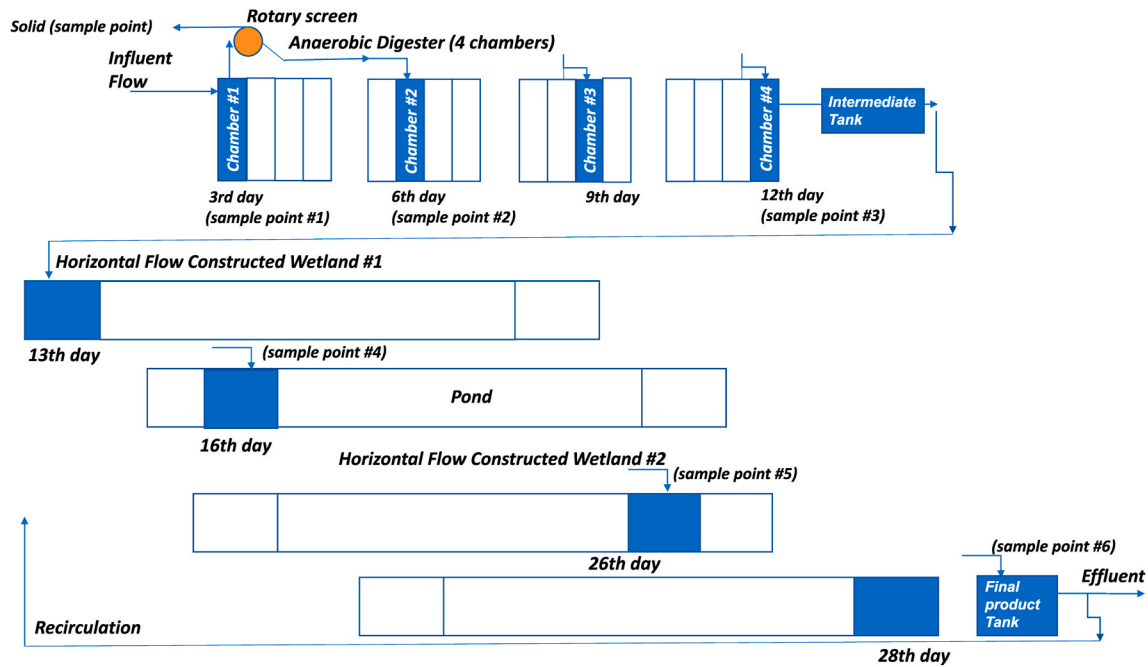 Rotary screen
Solid (sample point)
Anaerobic Digester (4 chambers)
Influent
Flow
Chamber #1
Chamber #2
Chamber #3
Chamber #4
Intermediate
Tank
3rd day
(sample point #1)
6th day
(sample point #2)
9th day
12th day
(sample point #3)
Horizontal Flow Constructed Wetland #1
13th day
(sample point #4)
Pond
16th day
Horizontal Flow Constructed Wetland #2
(sample point #5)
26th day
(sample point #6)
Final
product
Tank
Effluent
Recirculation
28th day